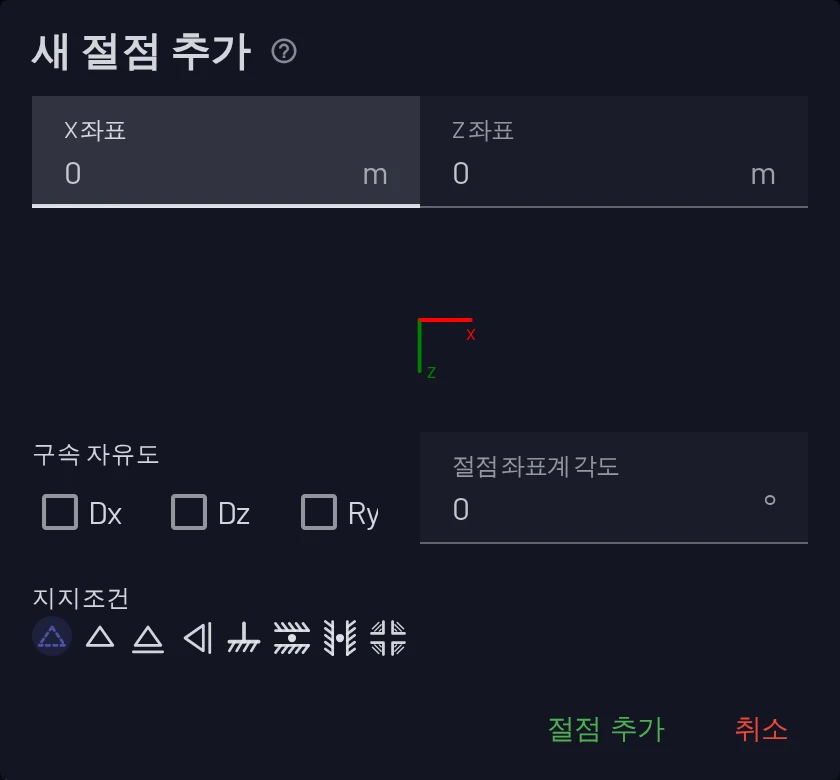 새 절점 추가 ?
X 좌표 Z 좌표
0 m 0 m
x
z
구속 자유도 절점 좌표계 각도
0 °
Dx Dz Ry
지지조건
절점 추가 취소